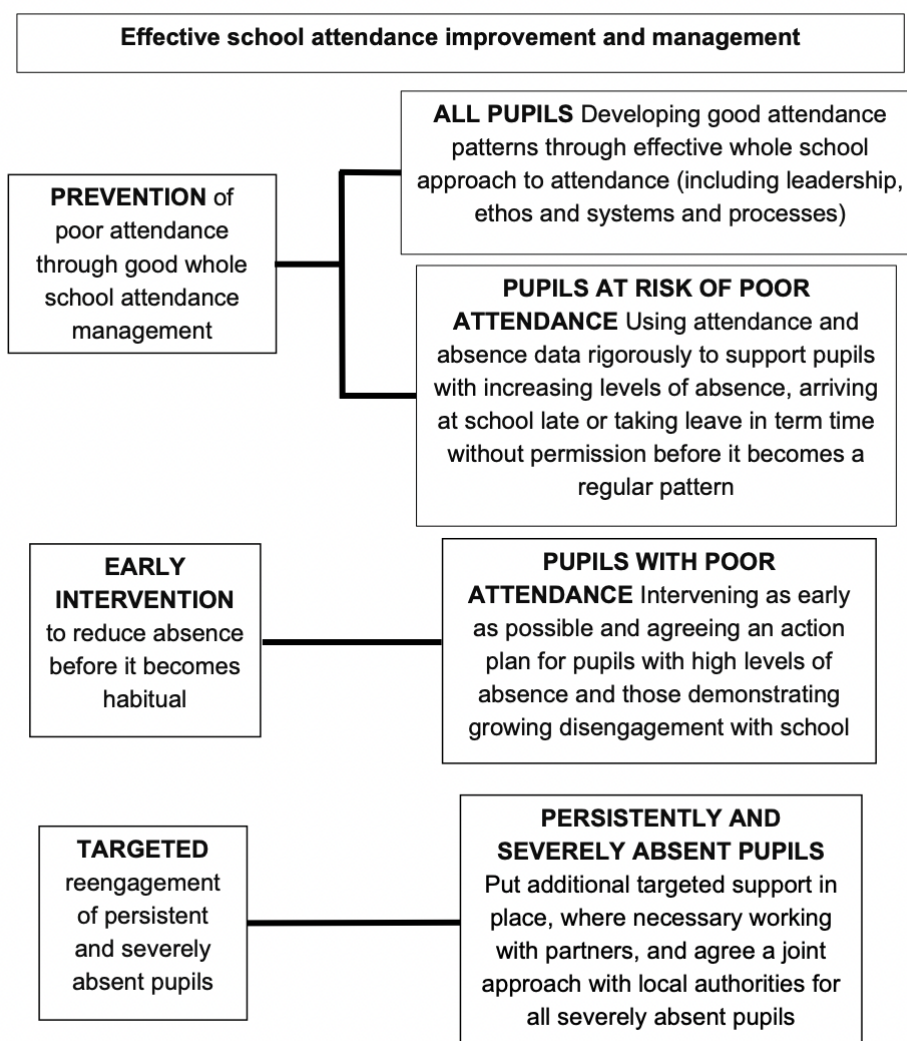 Effective school attendance improvement and management
PREVENTION of
poor attendance
through good whole
school attendance
management
ALL PUPILS Developing good attendance
patterns through effective whole school
approach to attendance (including leadership,
ethos and systems and processes)
PUPILS AT RISK OF POOR
ATTENDANCE Using attendance and
absence data rigorously to support pupils
with increasing levels of absence, arriving
at school late or taking leave in term time
without permission before it becomes a
regular pattern
EARLY
INTERVENTION
to reduce absence
before it becomes
habitual
PUPILS WITH POOR
ATTENDANCE Intervening as early
as possible and agreeing an action
plan for pupils with high levels of
absence and those demonstrating
growing disengagement with school
TARGETED
reengagement
of persistent
and severely
absent pupils
PERSISTENTLY AND
SEVERELY ABSENT PUPILS
Put additional targeted support in
place, where necessary working
with partners, and agree a joint
approach with local authorities for
all severely absent pupils